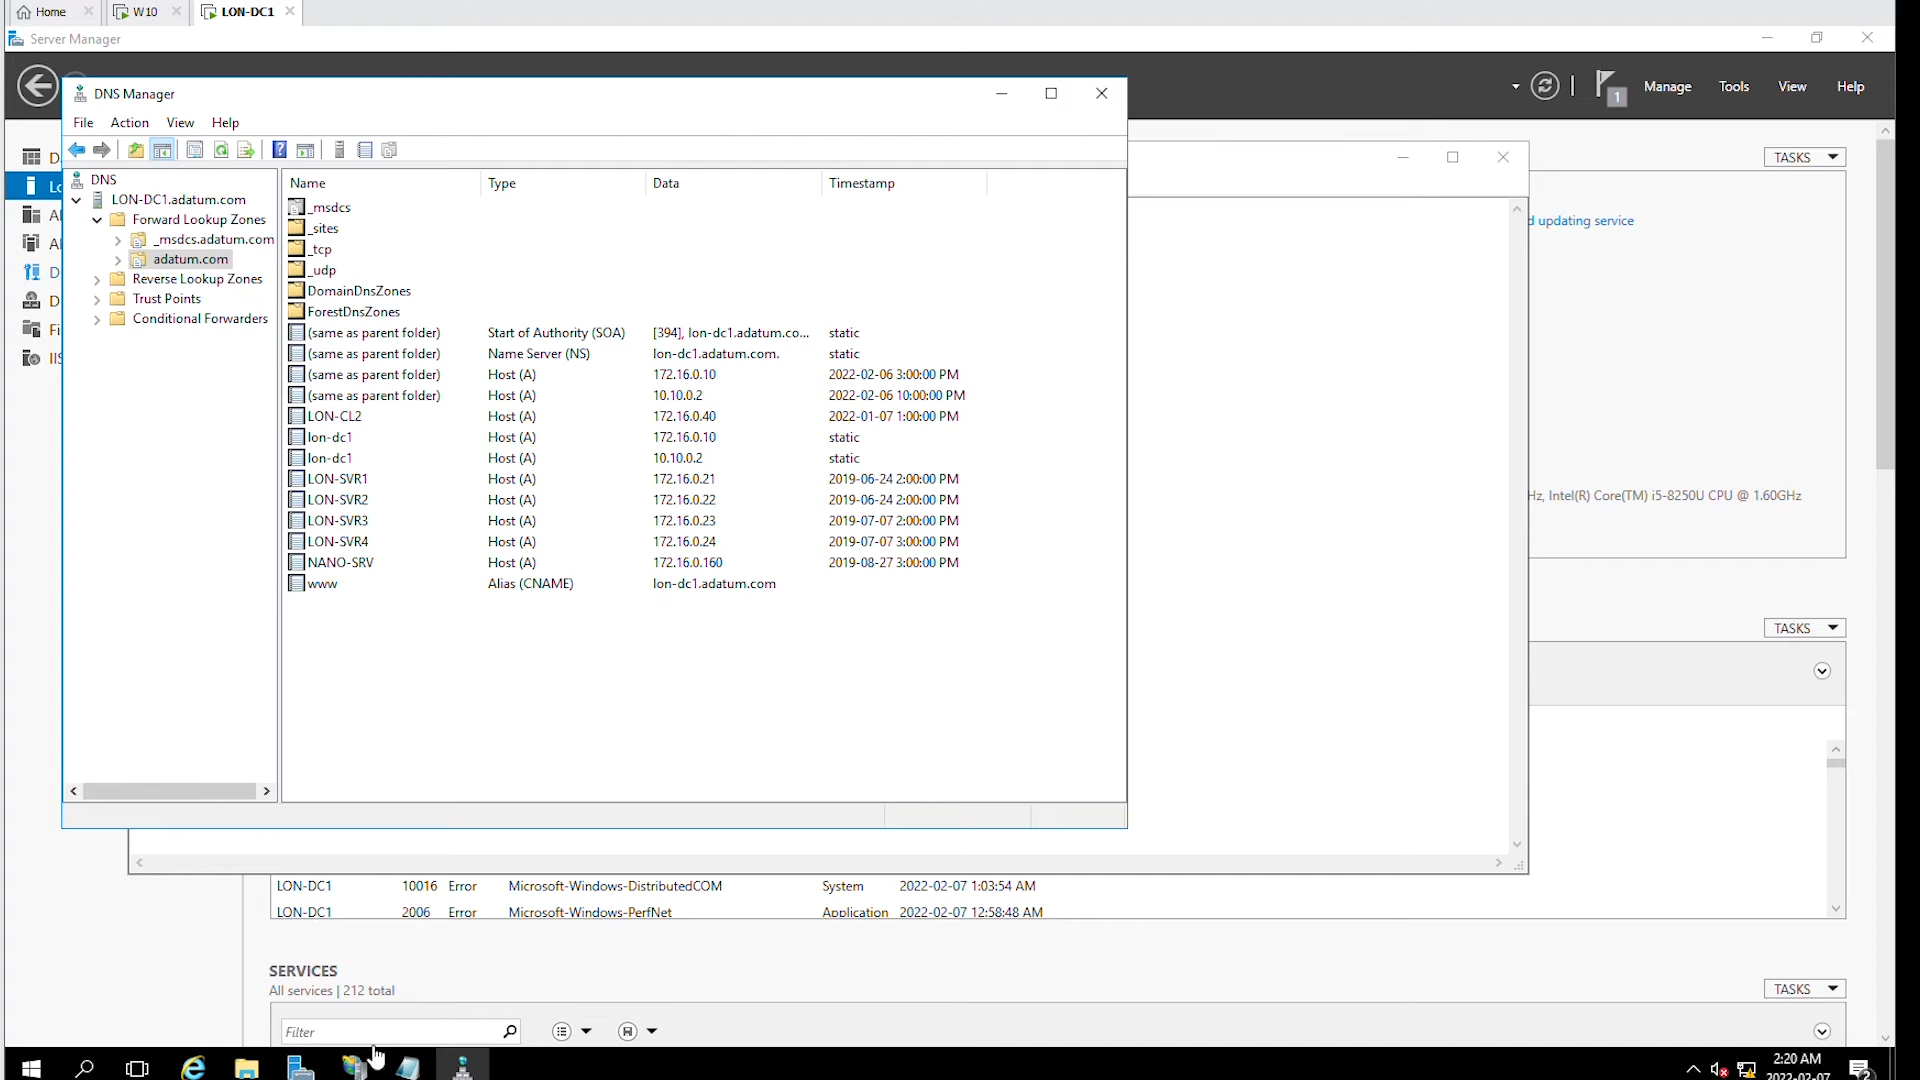 Home
W10
LON-DC1
Server Manager
Manage
Tools
View
Help
1
DNS Manager
File
Action
View
Help
DNS
LON-DC1.adatum.com
Forward Lookup Zones
_msdcs.adatum.com
adatum.com
Reverse Lookup Zones
Trust Points
Conditional Forwarders
Name Type Data Timestamp
_msdcs
_sites
_tcp
_udp
DomainDnsZones
ForestDnsZones
(same as parent folder) Start of Authority (SOA) [394], lon-dc1.adatum.co... static
(same as parent folder) Name Server (NS) lon-dc1.adatum.com. static
(same as parent folder) Host (A) 172.16.0.10 2022-02-06 3:00:00 PM
(same as parent folder) Host (A) 10.10.0.2 2022-02-06 10:00:00 PM
LON-CL2 Host (A) 172.16.0.40 2022-01-07 1:00:00 PM
lon-dc1 Host (A) 172.16.0.10 static
lon-dc1 Host (A) 10.10.0.2 static
LON-SVR1 Host (A) 172.16.0.21 2019-06-24 2:00:00 PM
LON-SVR2 Host (A) 172.16.0.22 2019-06-24 2:00:00 PM
LON-SVR3 Host (A) 172.16.0.23 2019-07-07 2:00:00 PM
LON-SVR4 Host (A) 172.16.0.24 2019-07-07 3:00:00 PM
NANO-SRV Host (A) 172.16.0.160 2019-08-27 3:00:00 PM
www Alias (CNAME) lon-dc1.adatum.com
TASKS
d updating service
Hz, Intel(R) Core(TM) i5-8250U CPU @ 1.60GHz
TASKS
LON-DC1 10016 Error Microsoft-Windows-DistributedCOM System 2022-02-07 1:03:54 AM
LON-DC1 2006 Error Microsoft-Windows-PerfNet Application 2022-02-07 12:58:48 AM
SERVICES
All services | 212 total
TASKS
Filter
2:20 AM
2022-02-07
2